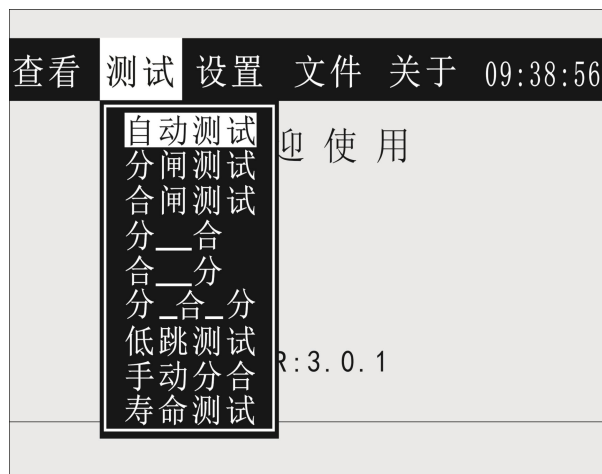 查看 测试 设置 文件 关于 09:38:56
自动测试
迎 使 用
分闸测试
合闸测试
分__合
合__分
分_合_分
低跳测试
R:3.0.1
手动分合
寿命测试